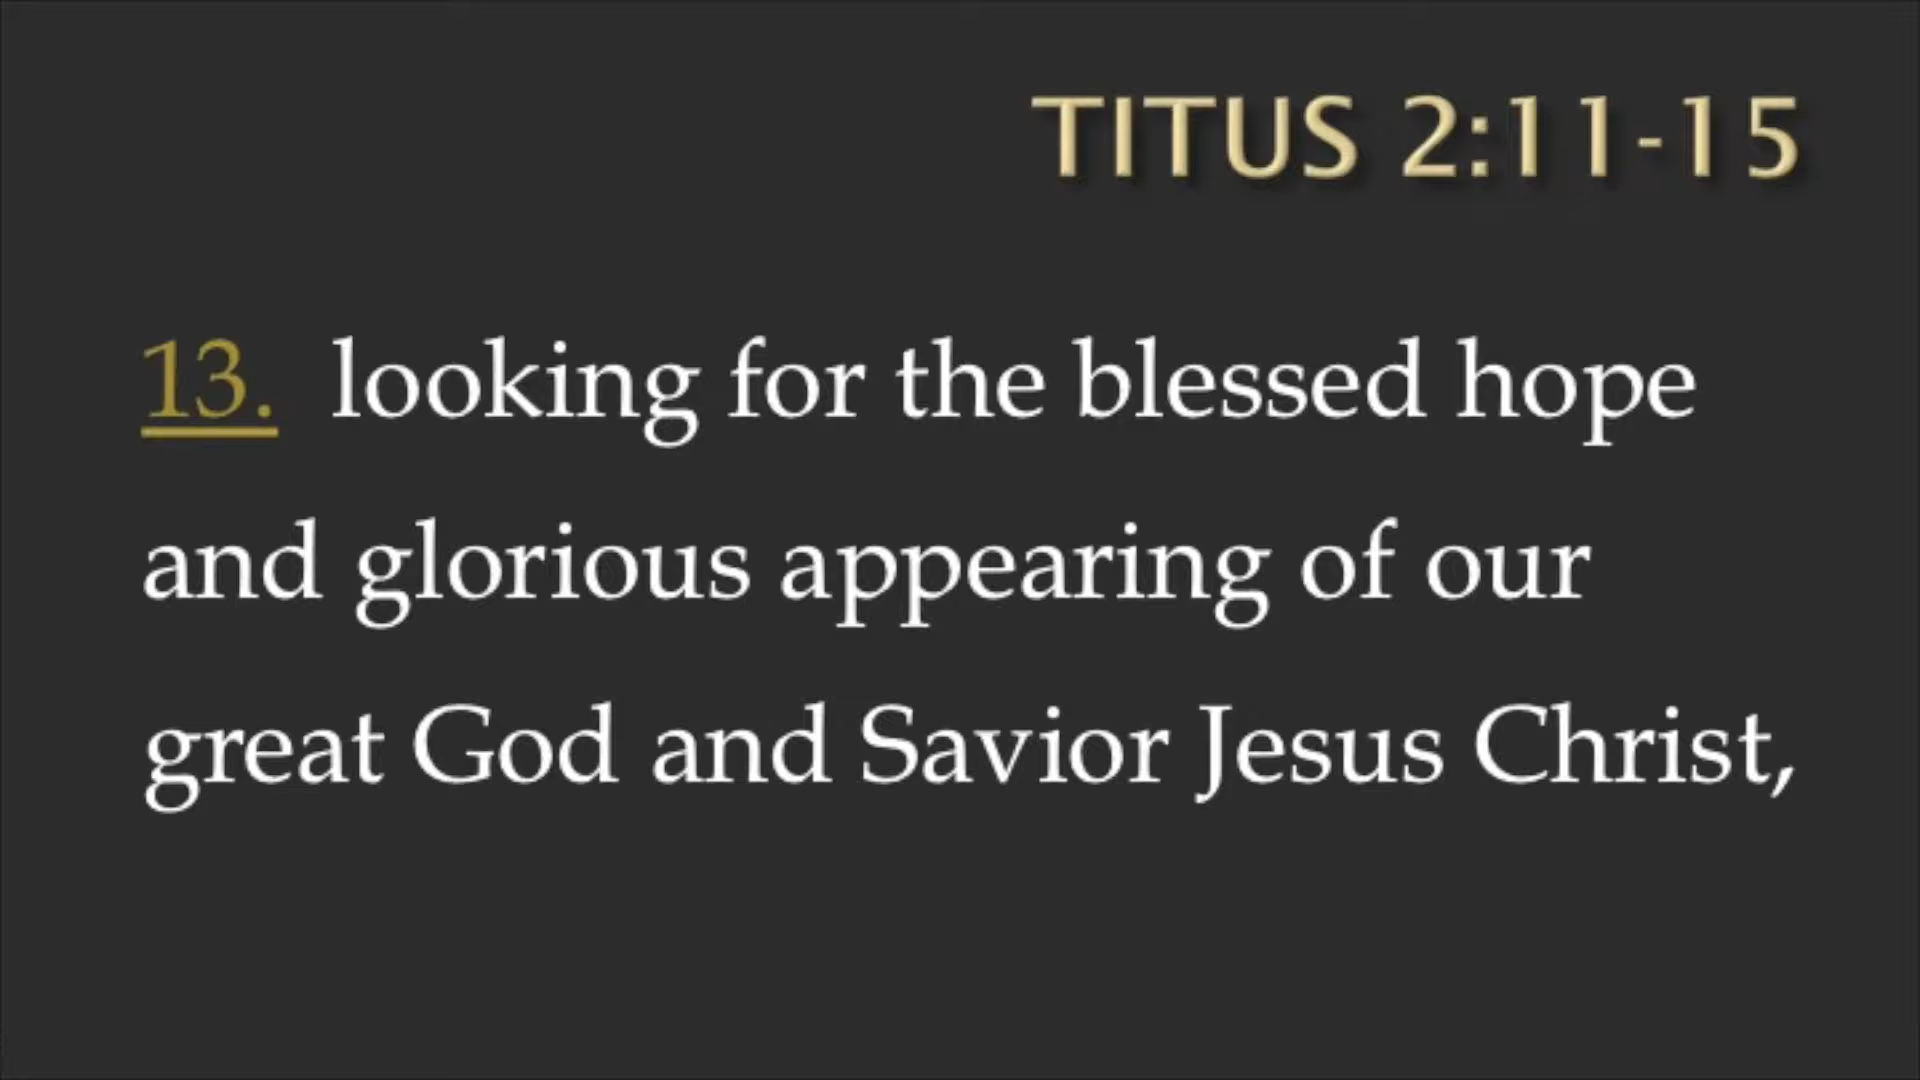 TITUS 2:11-15
13. looking for the blessed hope
and glorious appearing of our
great God and Savior Jesus Christ,